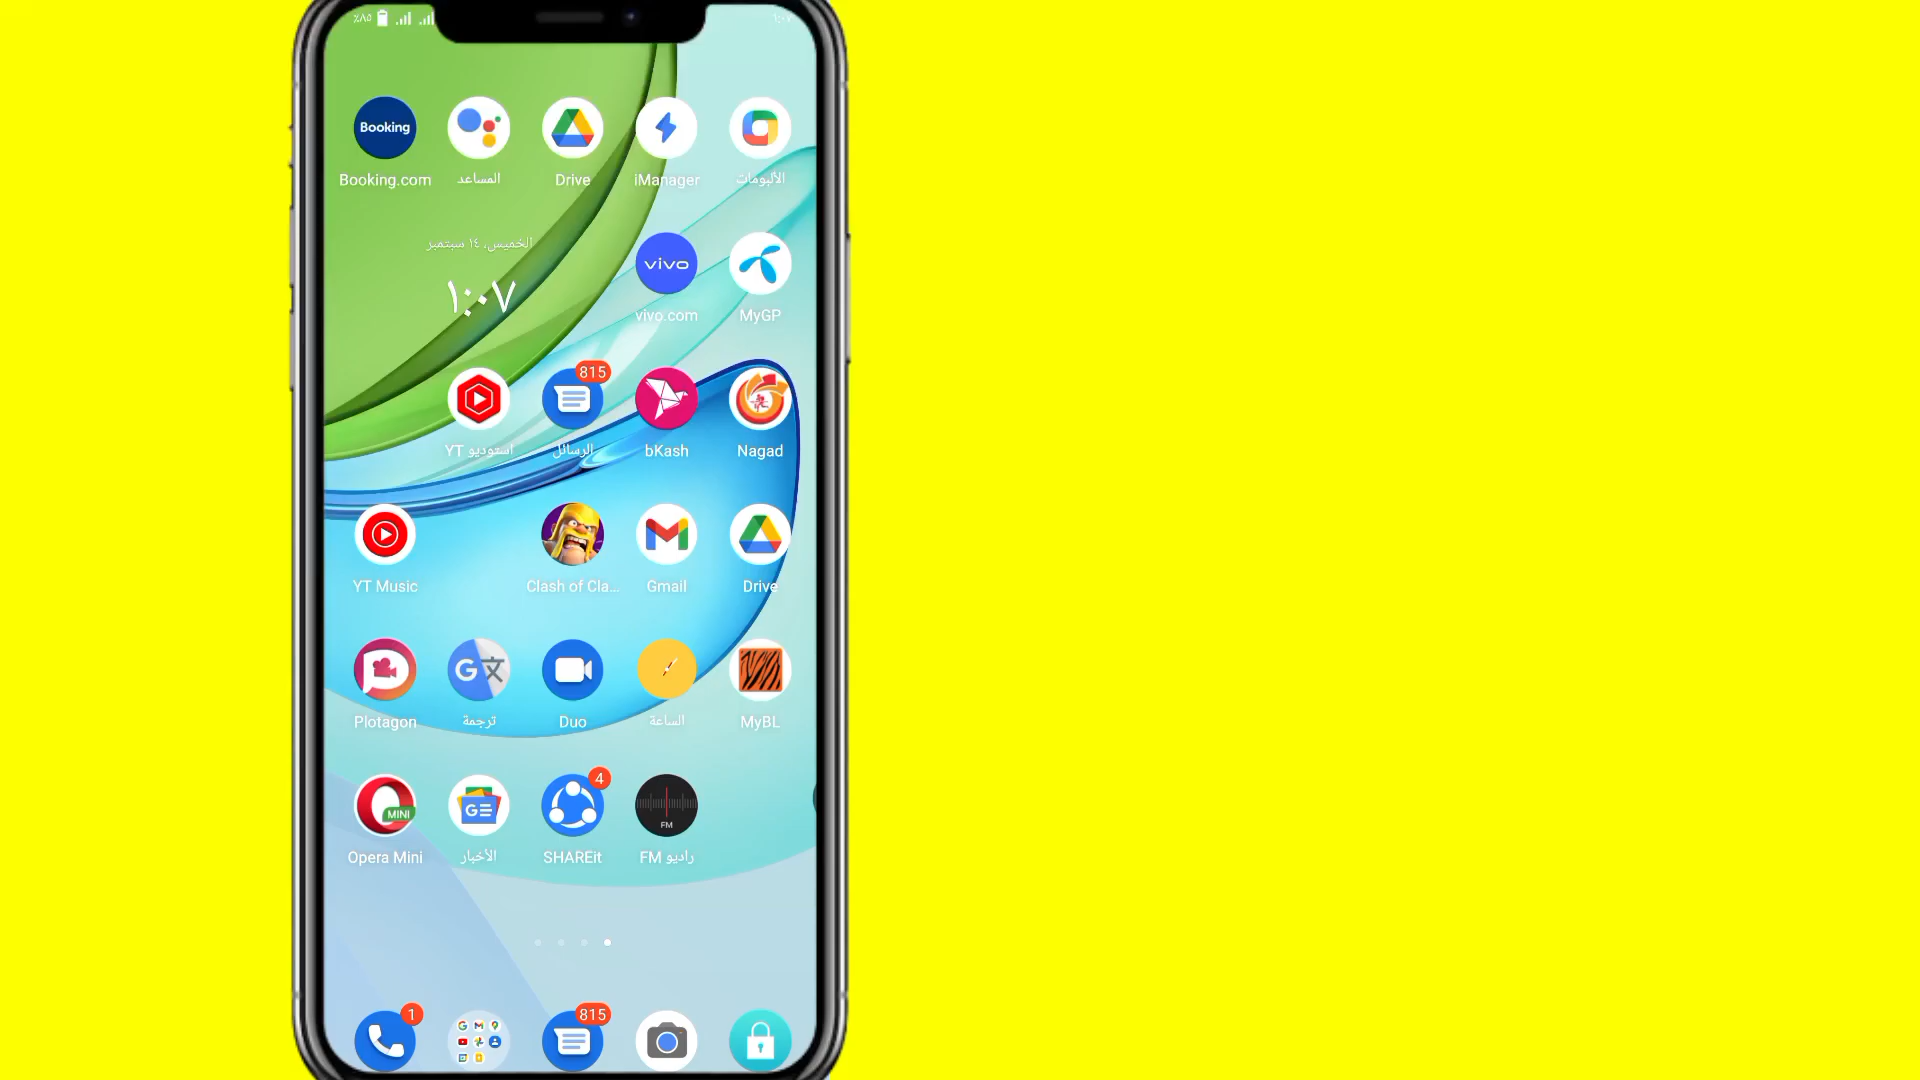 ٪٨٥
Booking
Booking.com
المساعد
Drive
iManager
الألبومات
الخميس، ١٤ سبتمبر
١:٠٧
vivo
vivo.com
MyGP
استوديو YT
815
الرسائل
bKash
Nagad
YT Music
Clash of Cla...
Gmail
Drive
Plotagon
ترجمة
Duo
الساعة
MyBL
MINI
Opera Mini
الأخبار
4
SHAREit
FM
راديو FM
1
815